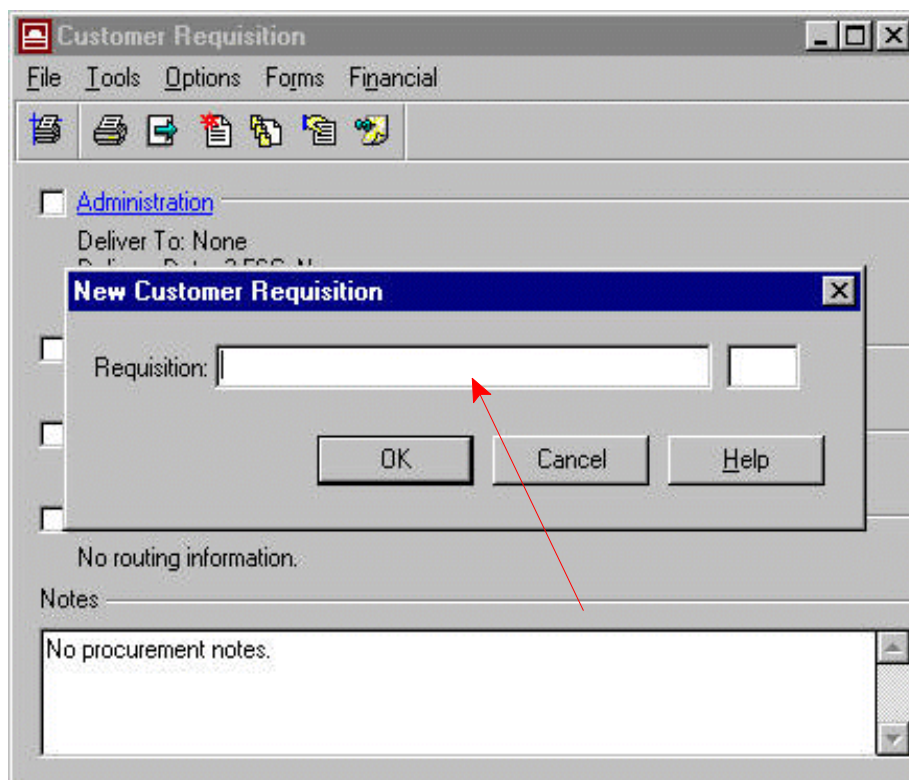 Customer Requisition
File Tools Options Forms Financial
Administration
Deliver To: None
New Customer Requisition
Requisition:
OK Cancel Help
No routing information.
Notes
No procurement notes.